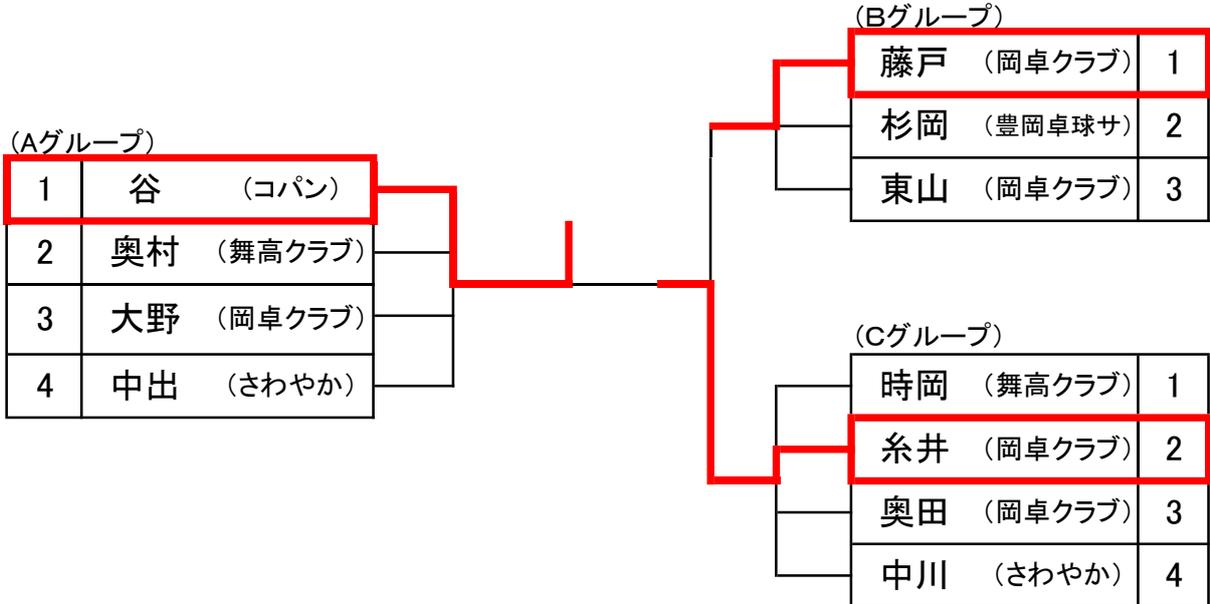 (Aグループ)
1 谷 (コパン)
2 奥村 (舞高クラブ)
3 大野 (岡卓クラブ)
4 中出 (さわやか)
(Bグループ)
藤戸 (岡卓クラブ) 1
杉岡 (豊岡卓球サ) 2
東山 (岡卓クラブ) 3
(Cグループ)
時岡 (舞高クラブ) 1
糸井 (岡卓クラブ) 2
奥田 (岡卓クラブ) 3
中川 (さわやか) 4